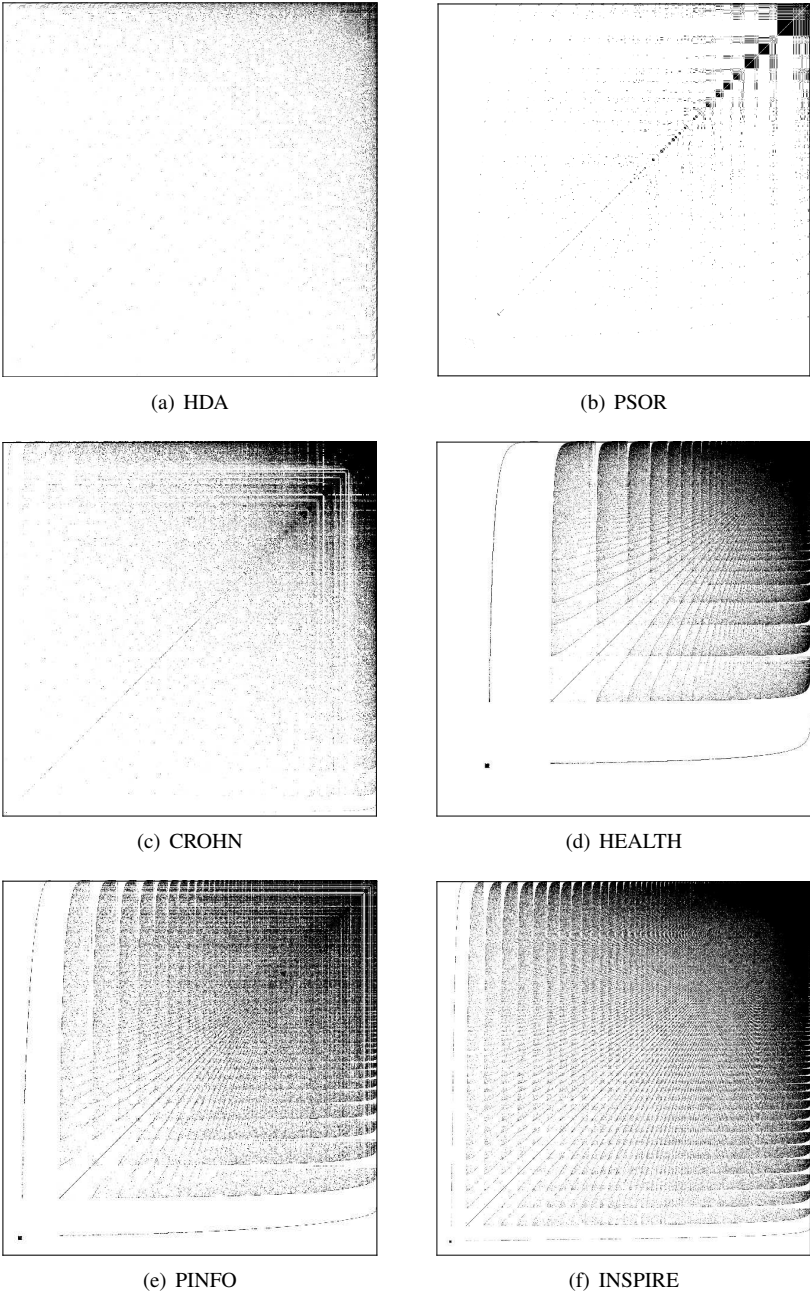 (a) HDA
(b) PSOR
(c) CROHN
(d) HEALTH
(e) PINFO
(f) INSPIRE